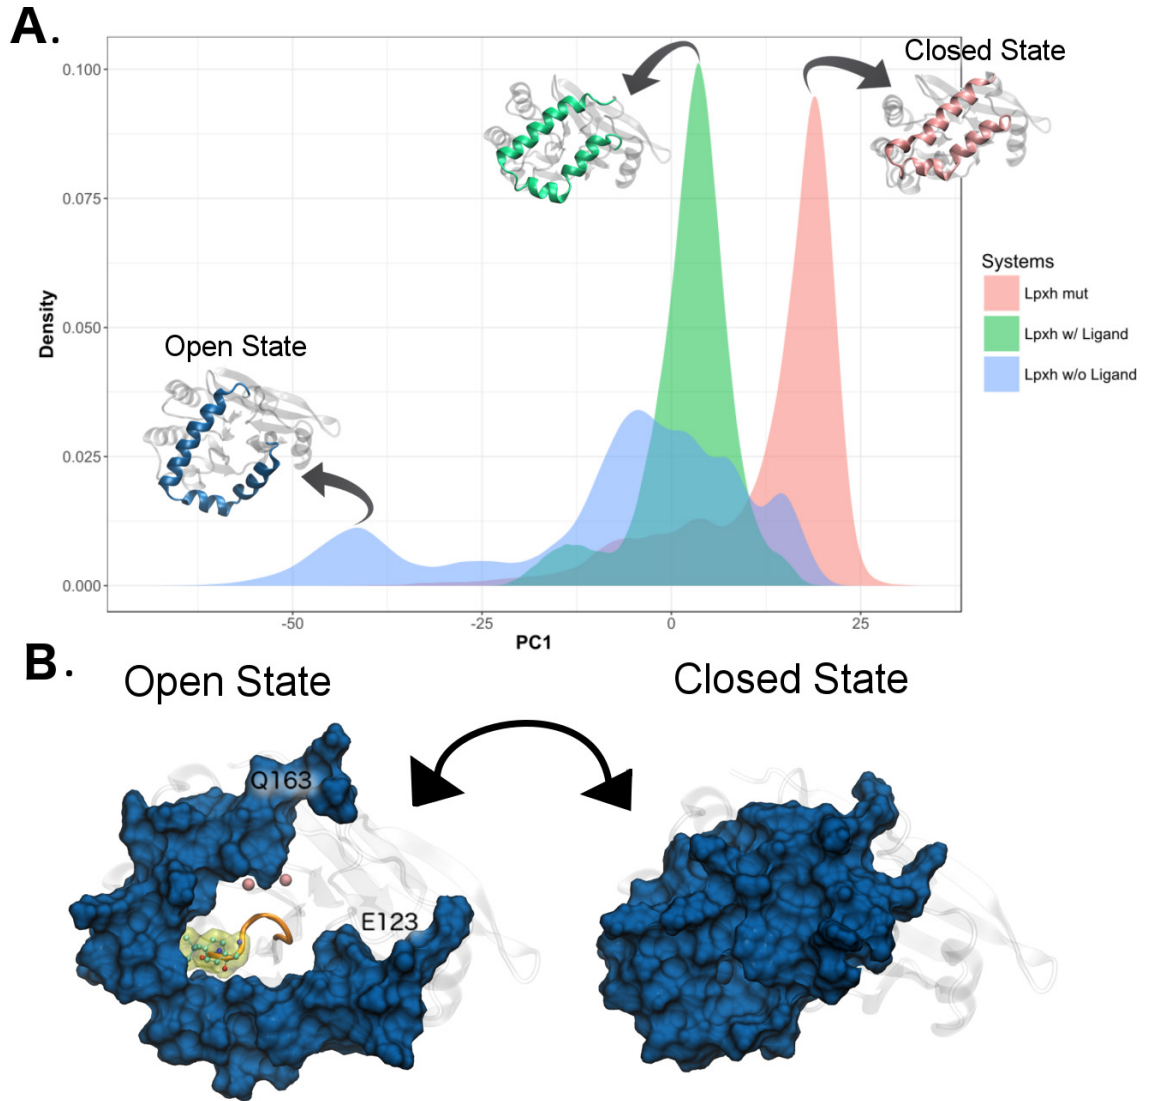 A.
Closed State
Open State
0.100
0.075
0.050
0.025
0.000
Density
-50
-25
0
25
PC1
Systems
Lpxh mut
Lpxh w/ Ligand
Lpxh w/o Ligand
B.
Open State
Closed State
Q163
E123